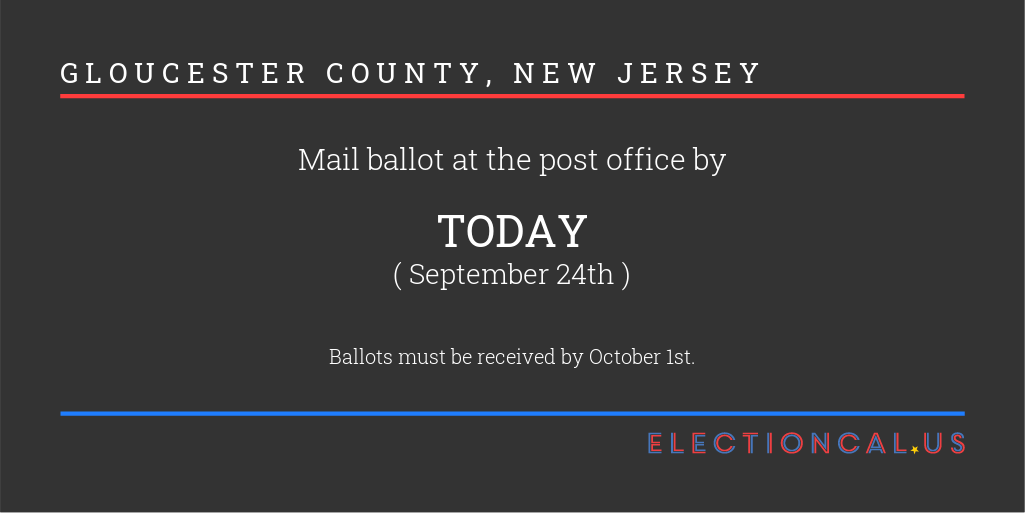 GLOUCESTER COUNTY, NEW JERSEY
Mail ballot at the post office by
TODAY
( September 24th )
Ballots must be received by October 1st.
ELECTIONCAL.US